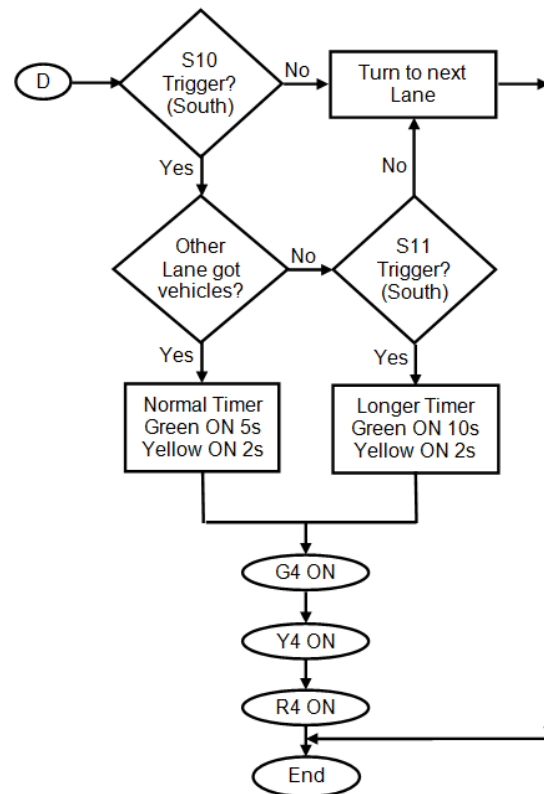 D
S10
Trigger?
(South)
No
Turn to next
Lane
Yes
No
Other
Lane got
vehicles?
No
S11
Trigger?
(South)
Yes
Yes
Normal Timer
Green ON 5s
Yellow ON 2s
Longer Timer
Green ON 10s
Yellow ON 2s
G4 ON
Y4 ON
R4 ON
End